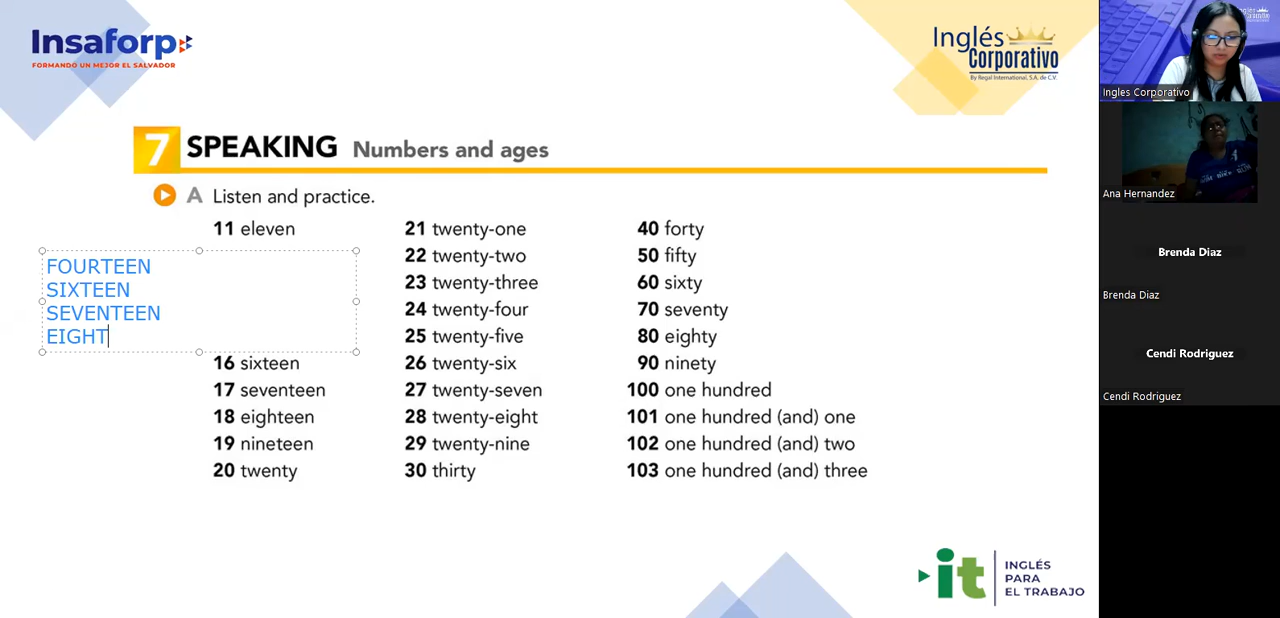 Insaforp
FORMANDO UN MEJOR EL SALVADOR
Inglés
Corporativo
By Regal International, S.A. de C.V.
7 SPEAKING Numbers and ages
A Listen and practice.
11 eleven
FOURTEEN
SIXTEEN
SEVENTEEN
EIGHT
16 sixteen
17 seventeen
18 eighteen
19 nineteen
20 twenty
21 twenty-one
22 twenty-two
23 twenty-three
24 twenty-four
25 twenty-five
26 twenty-six
27 twenty-seven
28 twenty-eight
29 twenty-nine
30 thirty
40 forty
50 fifty
60 sixty
70 seventy
80 eighty
90 ninety
100 one hundred
101 one hundred (and) one
102 one hundred (and) two
103 one hundred (and) three
it
INGLÉS
PARA
EL TRABAJO
Ingles Corporativo
Ana Hernandez
Brenda Diaz
Brenda Diaz
Cendi Rodriguez
Cendi Rodriguez